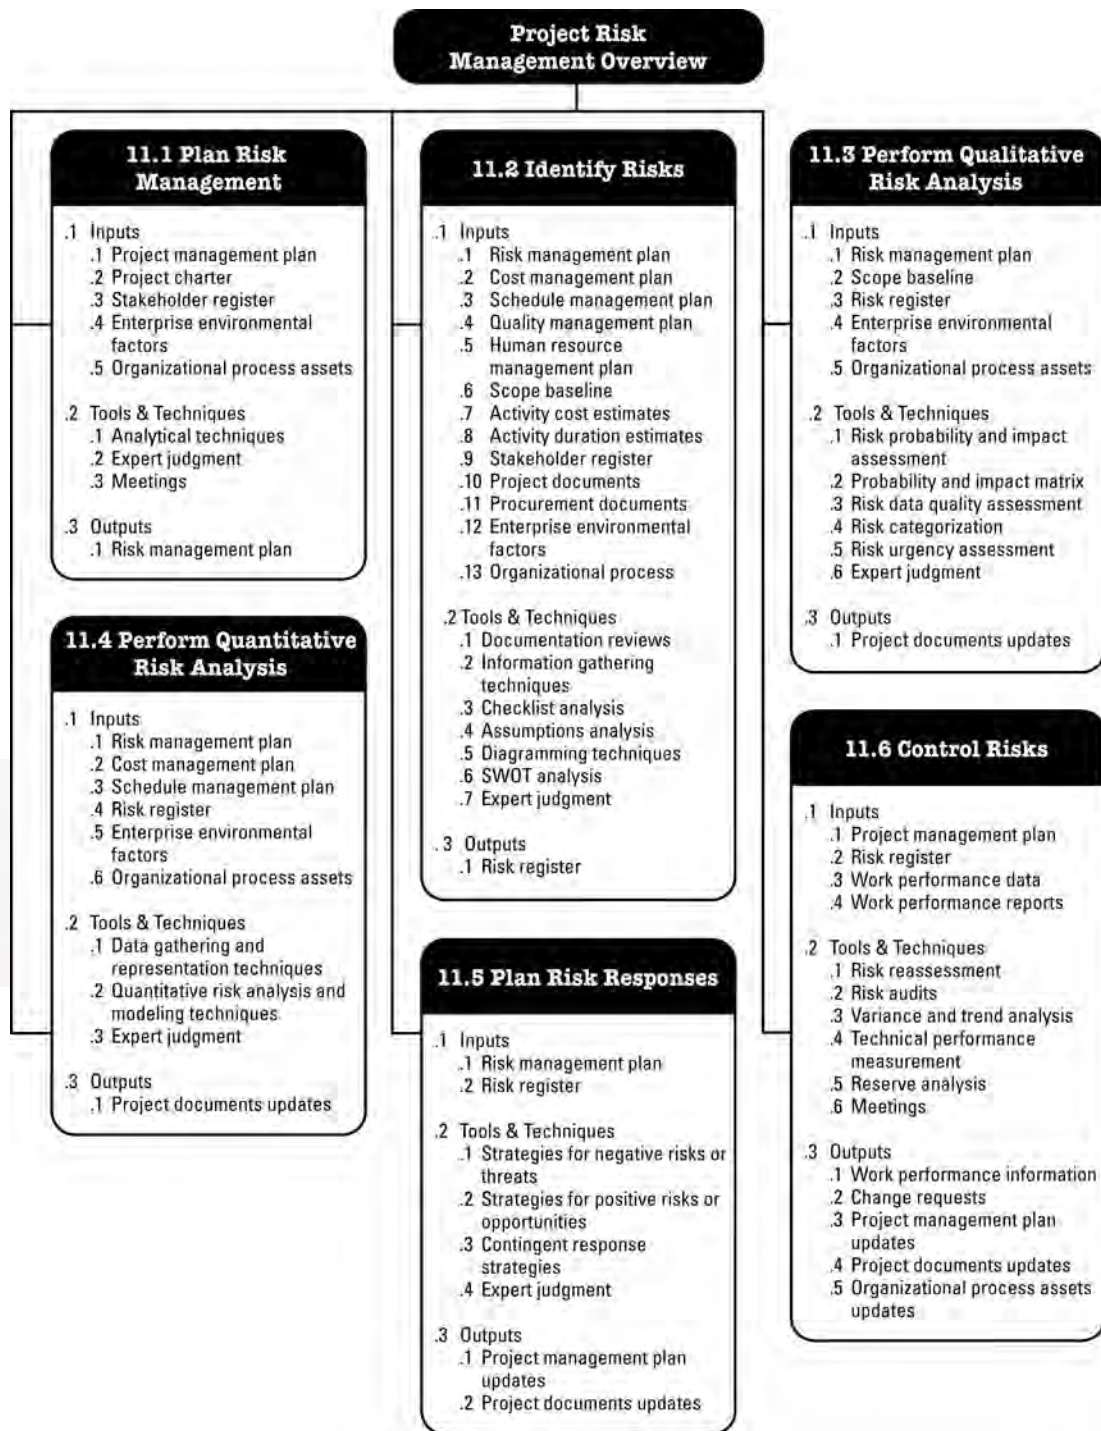 Project Risk
Management Overview
11.1 Plan Risk
Management
.1 Inputs
.1 Project management plan
.2 Project charter
.3 Stakeholder register
.4 Enterprise environmental
factors
.5 Organizational process assets
.2 Tools & Techniques
.1 Analytical techniques
.2 Expert judgment
.3 Meetings
.3 Outputs
.1 Risk management plan
11.2 Identify Risks
.1 Inputs
.1 Risk management plan
.2 Cost management plan
.3 Schedule management plan
.4 Quality management plan
.5 Human resource
management plan
.6 Scope baseline
.7 Activity cost estimates
.8 Activity duration estimates
.9 Stakeholder register
.10 Project documents
.11 Procurement documents
.12 Enterprise environmental
factors
.13 Organizational process
.2 Tools & Techniques
.1 Documentation reviews
.2 Information gathering
techniques
.3 Checklist analysis
.4 Assumptions analysis
.5 Diagramming techniques
.6 SWOT analysis
.7 Expert judgment
.3 Outputs
.1 Risk register
11.3 Perform Qualitative
Risk Analysis
.1 Inputs
.1 Risk management plan
.2 Scope baseline
.3 Risk register
.4 Enterprise environmental
factors
.5 Organizational process assets
.2 Tools & Techniques
.1 Risk probability and impact
assessment
.2 Probability and impact matrix
.3 Risk data quality assessment
.4 Risk categorization
.5 Risk urgency assessment
.6 Expert judgment
.3 Outputs
.1 Project documents updates
11.4 Perform Quantitative
Risk Analysis
.1 Inputs
.1 Risk management plan
.2 Cost management plan
.3 Schedule management plan
.4 Risk register
.5 Enterprise environmental
factors
.6 Organizational process assets
.2 Tools & Techniques
.1 Data gathering and
representation techniques
.2 Quantitative risk analysis and
modeling techniques
.3 Expert judgment
.3 Outputs
.1 Project documents updates
11.5 Plan Risk Responses
.1 Inputs
.1 Risk management plan
.2 Risk register
.2 Tools & Techniques
.1 Strategies for negative risks or
threats
.2 Strategies for positive risks or
opportunities
.3 Contingent response
strategies
.4 Expert judgment
.3 Outputs
.1 Project management plan
updates
.2 Project documents updates
11.6 Control Risks
.1 Inputs
.1 Project management plan
.2 Risk register
.3 Work performance data
.4 Work performance reports
.2 Tools & Techniques
.1 Risk reassessment
.2 Risk audits
.3 Variance and trend analysis
.4 Technical performance
measurement
.5 Reserve analysis
.6 Meetings
.3 Outputs
.1 Work performance information
.2 Change requests
.3 Project management plan
updates
.4 Project documents updates
.5 Organizational process assets
updates